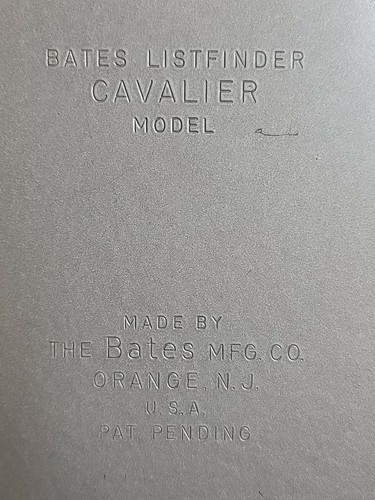 BATES LISTFINDER
CAVALIER
MODEL
MADE BY
THE Bates MFG. CO.
ORANGE, N.J.
U.S.A.
PAT. PENDING